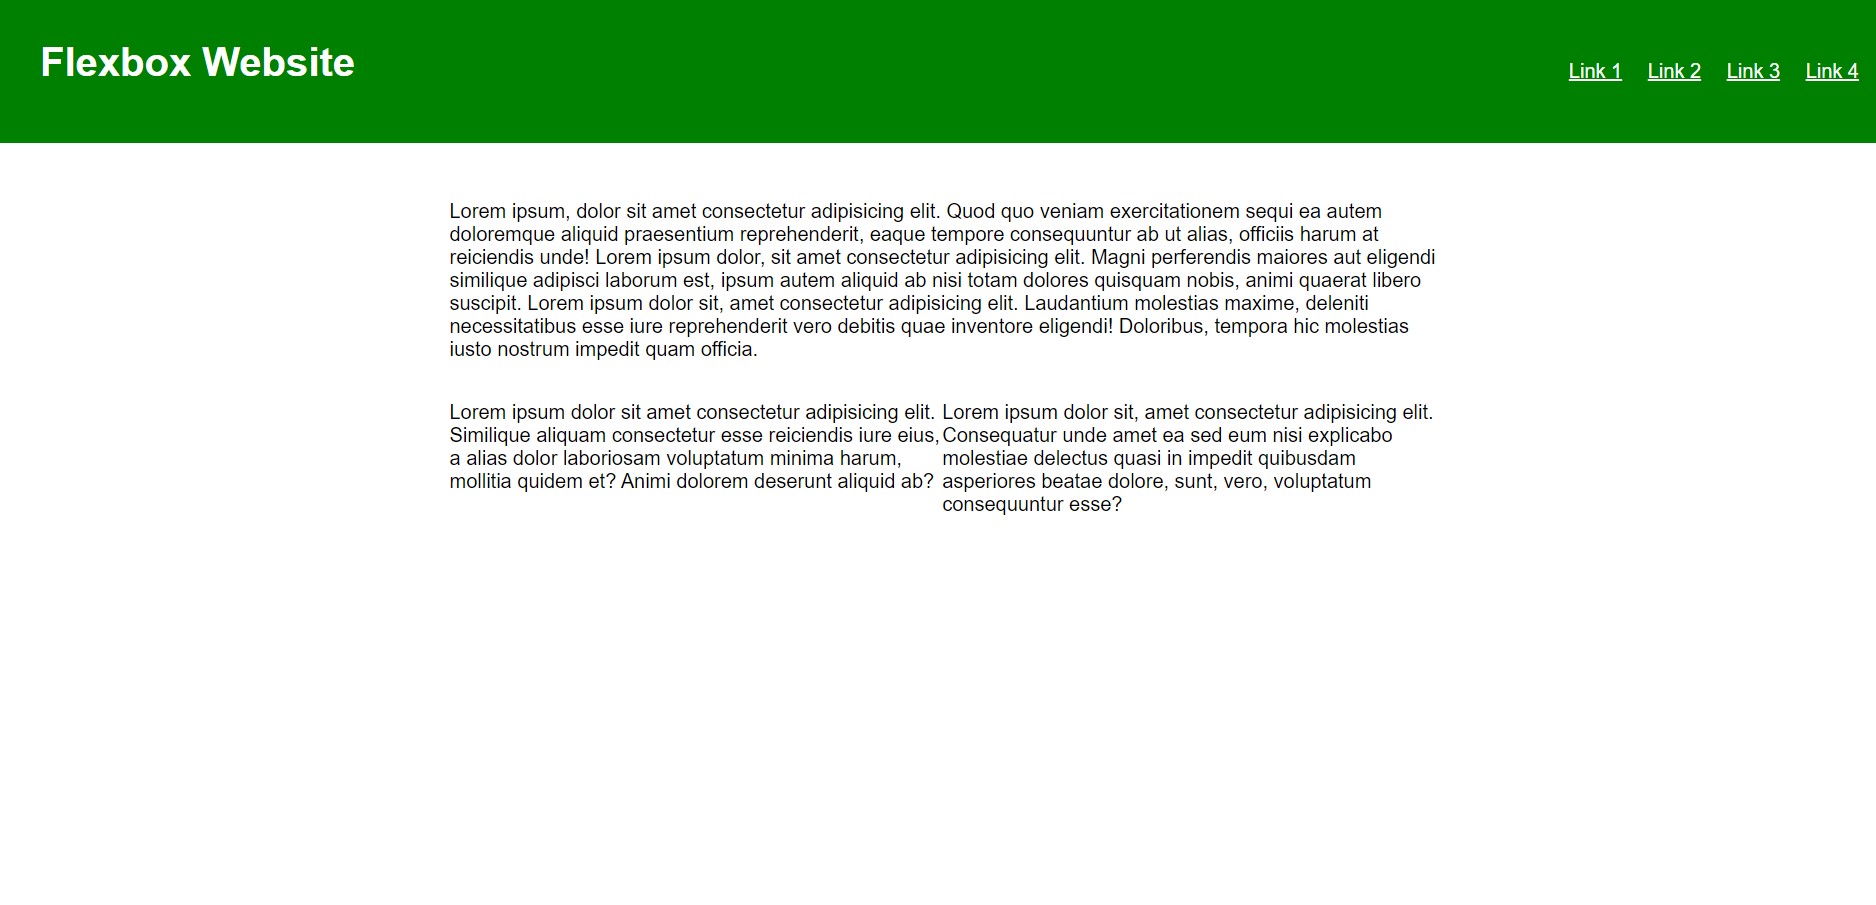 Flexbox Website
Link 1 Link 2 Link 3 Link 4
Lorem ipsum, dolor sit amet consectetur adipisicing elit. Quod quo veniam exercitationem sequi ea autem
doloremque aliquid praesentium reprehenderit, eaque tempore consequuntur ab ut alias, officiis harum at
reiciendis unde! Lorem ipsum dolor, sit amet consectetur adipisicing elit. Magni perferendis maiores aut eligendi
similique adipisci laborum est, ipsum autem aliquid ab nisi totam dolores quisquam nobis, animi quaerat libero
suscipit. Lorem ipsum dolor sit, amet consectetur adipisicing elit. Laudantium molestias maxime, deleniti
necessitatibus esse iure reprehenderit vero debitis quae inventore eligendi! Doloribus, tempora hic molestias
iusto nostrum impedit quam officia.
Lorem ipsum dolor sit amet consectetur adipisicing elit.
Similique aliquam consectetur esse reiciendis iure eius,
a alias dolor laboriosam voluptatum minima harum,
mollitia quidem et? Animi dolorem deserunt aliquid ab?
Lorem ipsum dolor sit, amet consectetur adipisicing elit.
Consequatur unde amet ea sed eum nisi explicabo
molestiae delectus quasi in impedit quibusdam
asperiores beatae dolore, sunt, vero, voluptatum
consequuntur esse?